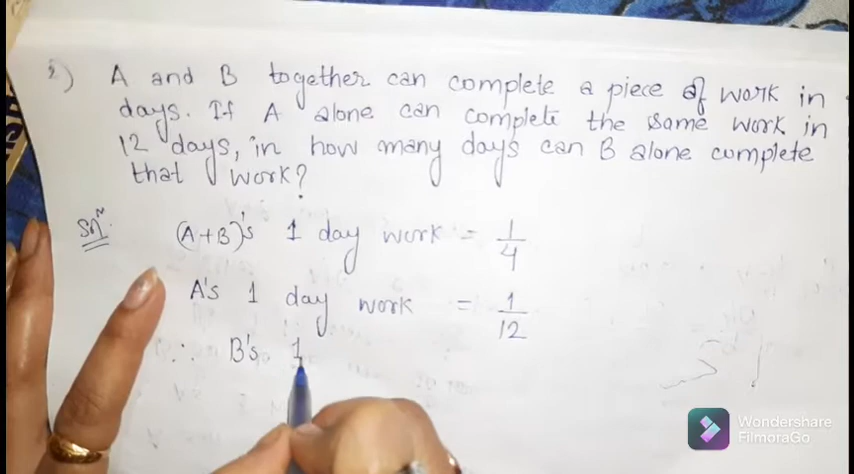 2) A and B together can complete a piece of work in
days. If A alone can complete the same work in
12 days, in how many days can B alone complete
that work?
Solⁿ. (A+B)'s 1 day work = 1/4
A's 1 day work = 1/12
∴ B's 1
Wondershare
FilmoraGo